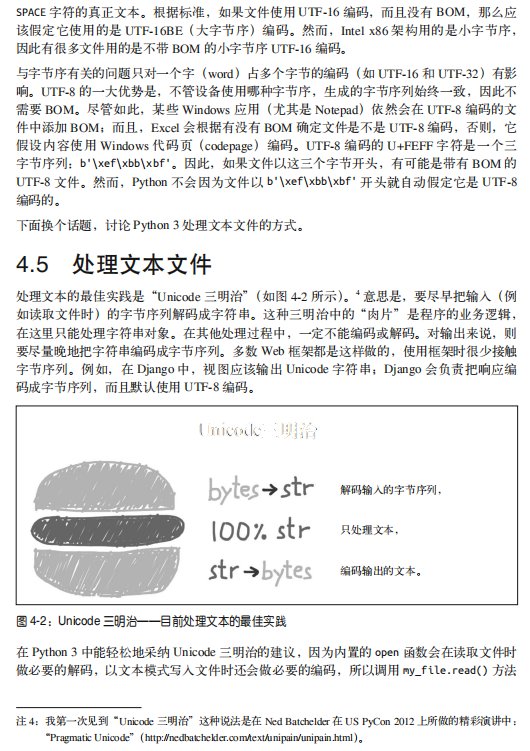 SPACE 字符的真正文本。根据标准，如果文件使用 UTF-16 编码，而且没有 BOM，那么应
该假定它使用的是 UTF-16BE（大字节序）编码。然而，Intel x86 架构用的是小字节序，
因此有很多文件用的是不带 BOM 的小字节序 UTF-16 编码。
与字节序有关的问题只对一个字（word）占多个字节的编码（如 UTF-16 和 UTF-32）有影
响。UTF-8 的一大优势是，不管设备使用哪种字节序，生成的字节序列始终一致，因此不
需要 BOM。尽管如此，某些 Windows 应用（尤其是 Notepad）依然会在 UTF-8 编码的文
件中添加 BOM；而且，Excel 会根据有没有 BOM 确定文件是不是 UTF-8 编码，否则，它
假设内容使用 Windows 代码页（codepage）编码。UTF-8 编码的 U+FEFF 字符是一个三
字节序列：b'\xef\xbb\xbf'。因此，如果文件以这三个字节开头，有可能是带有 BOM 的
UTF-8 文件。然而，Python 不会因为文件以 b'\xef\xbb\xbf' 开头就自动假定它是 UTF-8
编码的。
下面换个话题，讨论 Python 3 处理文本文件的方式。
4.5 处理文本文件
处理文本的最佳实践是“Unicode 三明治”（如图 4-2 所示）。4 意思是，要尽早把输入（例
如读取文件时）的字节序列解码成字符串。这种三明治中的“肉片”是程序的业务逻辑，
在这里只能处理字符串对象。在其他处理过程中，一定不能编码或解码。对输出来说，则
要尽量晚地把字符串编码成字节序列。多数 Web 框架都是这样做的，使用框架时很少接触
字节序列。例如，在 Django 中，视图应该输出 Unicode 字符串；Django 会负责把响应编
码成字节序列，而且默认使用 UTF-8 编码。
Unicode三明治
bytes→str 解码输入的字节序列，
100% str 只处理文本，
str→bytes 编码输出的文本。
图 4-2：Unicode 三明治——目前处理文本的最佳实践
在 Python 3 中能轻松地采纳 Unicode 三明治的建议，因为内置的 open 函数会在读取文件时
做必要的解码，以文本模式写入文件时还会做必要的编码，所以调用 my_file.read() 方法
注 4：我第一次见到“Unicode 三明治”这种说法是在 Ned Batchelder 在 US PyCon 2012 上所做的精彩演讲中：
“Pragmatic Unicode”（http://nedbatchelder.com/text/unipain/unipain.html）。